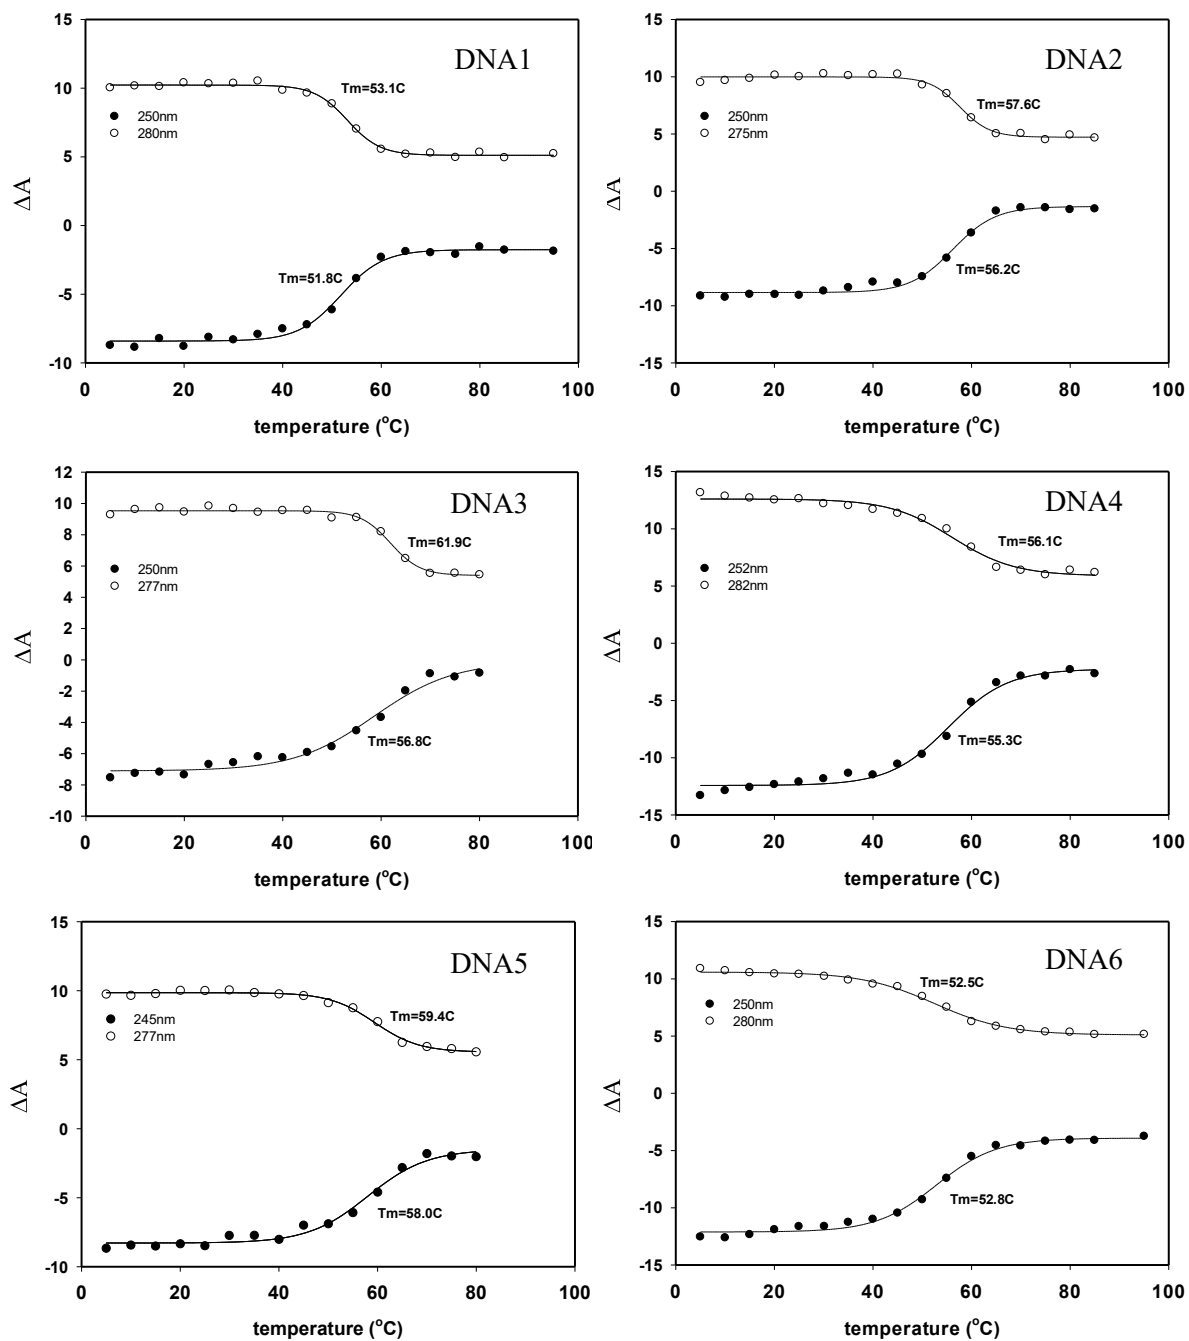 DNA1
15
10
5
0
-5
-10
ΔA
Tm=53.1C
250nm
280nm
Tm=51.8C
0 20 40 60 80 100
temperature (°C)
DNA2
15
10
5
0
-5
-10
-15
ΔA
Tm=57.6C
250nm
275nm
Tm=56.2C
0 20 40 60 80 100
temperature (°C)
DNA3
12
10
8
6
4
2
0
-2
-4
-6
-8
-10
ΔA
Tm=61.9C
250nm
277nm
Tm=56.8C
0 20 40 60 80 100
temperature (°C)
DNA4
15
10
5
0
-5
-10
-15
ΔA
Tm=56.1C
252nm
282nm
Tm=55.3C
0 20 40 60 80 100
temperature (°C)
DNA5
15
10
5
0
-5
-10
ΔA
Tm=59.4C
245nm
277nm
Tm=58.0C
0 20 40 60 80 100
temperature (°C)
DNA6
15
10
5
0
-5
-10
-15
ΔA
Tm=52.5C
250nm
280nm
Tm=52.8C
0 20 40 60 80 100
temperature (°C)